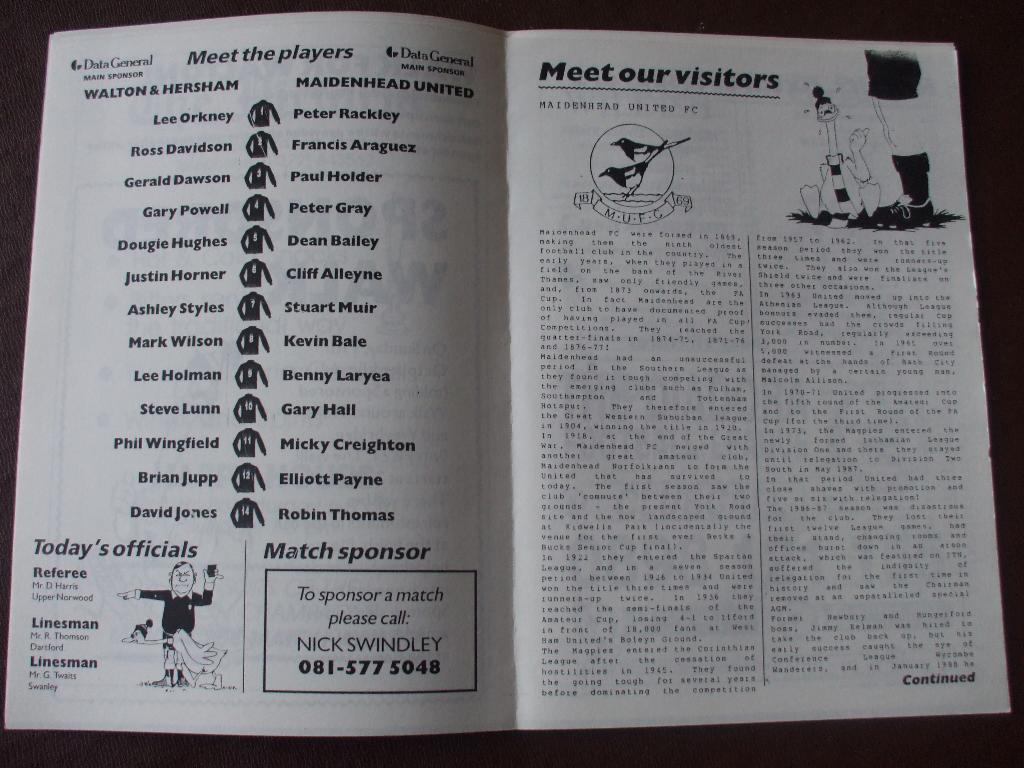 Data General
MAIN SPONSOR
Meet the players
Data General
MAIN SPONSOR
WALTON & HERSHAM MAIDENHEAD UNITED
Lee Orkney Peter Rackley
Ross Davidson Francis Araguez
Gerald Dawson Paul Holder
Gary Powell Peter Gray
Dougie Hughes Dean Bailey
Justin Horner Cliff Alleyne
Ashley Styles 7 Stuart Muir
Mark Wilson Kevin Bale
Lee Holman Benny Laryea
Steve Lunn 10 Gary Hall
Phil Wingfield Micky Creighton
Brian Jupp 12 Elliott Payne
David Jones 14 Robin Thomas
Today's officials
Referee
Mr. D. Harris
Upper Norwood
Linesman
Mr. R. Thomson
Dartford
Linesman
Mr. G. Twaits
Swanley
Match sponsor
To sponsor a match
please call:
NICK SWINDLEY
081-577 5048
Meet our visitors
MAIDENHEAD UNITED FC
18 69
M.U.F.C
Maidenhead FC were formed in 1869,
making them the ninth oldest
football club in the country. The
early years, when they played in a
field on the bank of the River
Thames, saw only friendly games,
and, from 1873 onwards, the FA
Cup. In fact Maidenhead are the
only club to have documented proof
of having played in all FA Cup
Competitions. They reached the
quarter-finals in 1874-75, 1875-76
and 1876-77!
Maidenhead had an unsuccessful
period in the Southern League as
they found it tough competing with
the emerging clubs such as Fulham,
Southampton and Tottenham
Hotspur. They therefore entered
the Great Western Suburban league
in 1904, winning the title in 1920.
In 1918, at the end of the Great
War, Maidenhead FC merged with
another great amateur club,
Maidenhead Norfolkians to form the
United that has survived to
today. The first season saw the
club 'commute' between their two
grounds - the present York Road
site and the now landscaped ground
at Kidwells Park (incidentally the
venue for the first ever Berks &
Bucks Senior Cup final).
In 1922 they entered the Spartan
League, and in a seven season
period between 1926 to 1934 United
won the title three times and were
runners-up twice. In 1936 they
reached the semi-finals of the
Amateur Cup, losing 4-1 to Ilford
in front of 18,000 fans at West
Ham United's Boleyn Ground.
The Magpies entered the Corinthian
League after the cessation of
hostilities in 1945. They found
the going tough for several years
before dominating the competition
from 1957 to 1962. In that five
season period they won the title
three times and were runners-up
twice. They also won the League's
Shield twice and were finalists on
three other occasions.
In 1963 United moved up into the
Athenian League. Although League
honours evaded them, regular Cup
successes had the crowds filling
York Road, regularly exceeding
3,000 in number. In 1965 over
5,000 witnessed a First Round
defeat at the hands of Bath City
managed by a certain young man,
Malcolm Allison.
In 1970-71 United progressed into
the fifth round of the Amateur Cup
and to the First Round of the FA
Cup (for the third time).
In 1973, the Magpies entered the
newly formed Isthmian League
Division One and there they stayed
until relegation to Division Two
South in May 1987.
In that period United had three
close shaves with promotion and
five or six with relegation!
The 1986-87 season was disastrous
for the club. They lost their
first twelve League games, had
their stand, changing rooms and
offices burnt down in an arson
attack, which was featured on ITN,
suffered the indignity of
relegation for the first time in
history and saw the Chairman
removed at an unpatalleled special
AGM.
Former Newbury and Hungerford
boss, Jimmy Kelman was hired to
take the club back up, but his
early success caught the eye of
Conference League Wycombe
Wanderers, and in January 1988 he
Continued